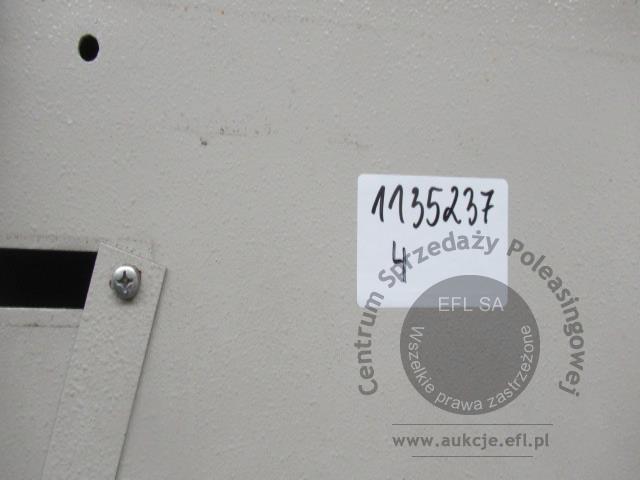 1135237
4
Centrum Sprzedaży Poleasingowej
EFL SA
Wszelkie prawa zastrzeżone
www.aukcje.efl.pl